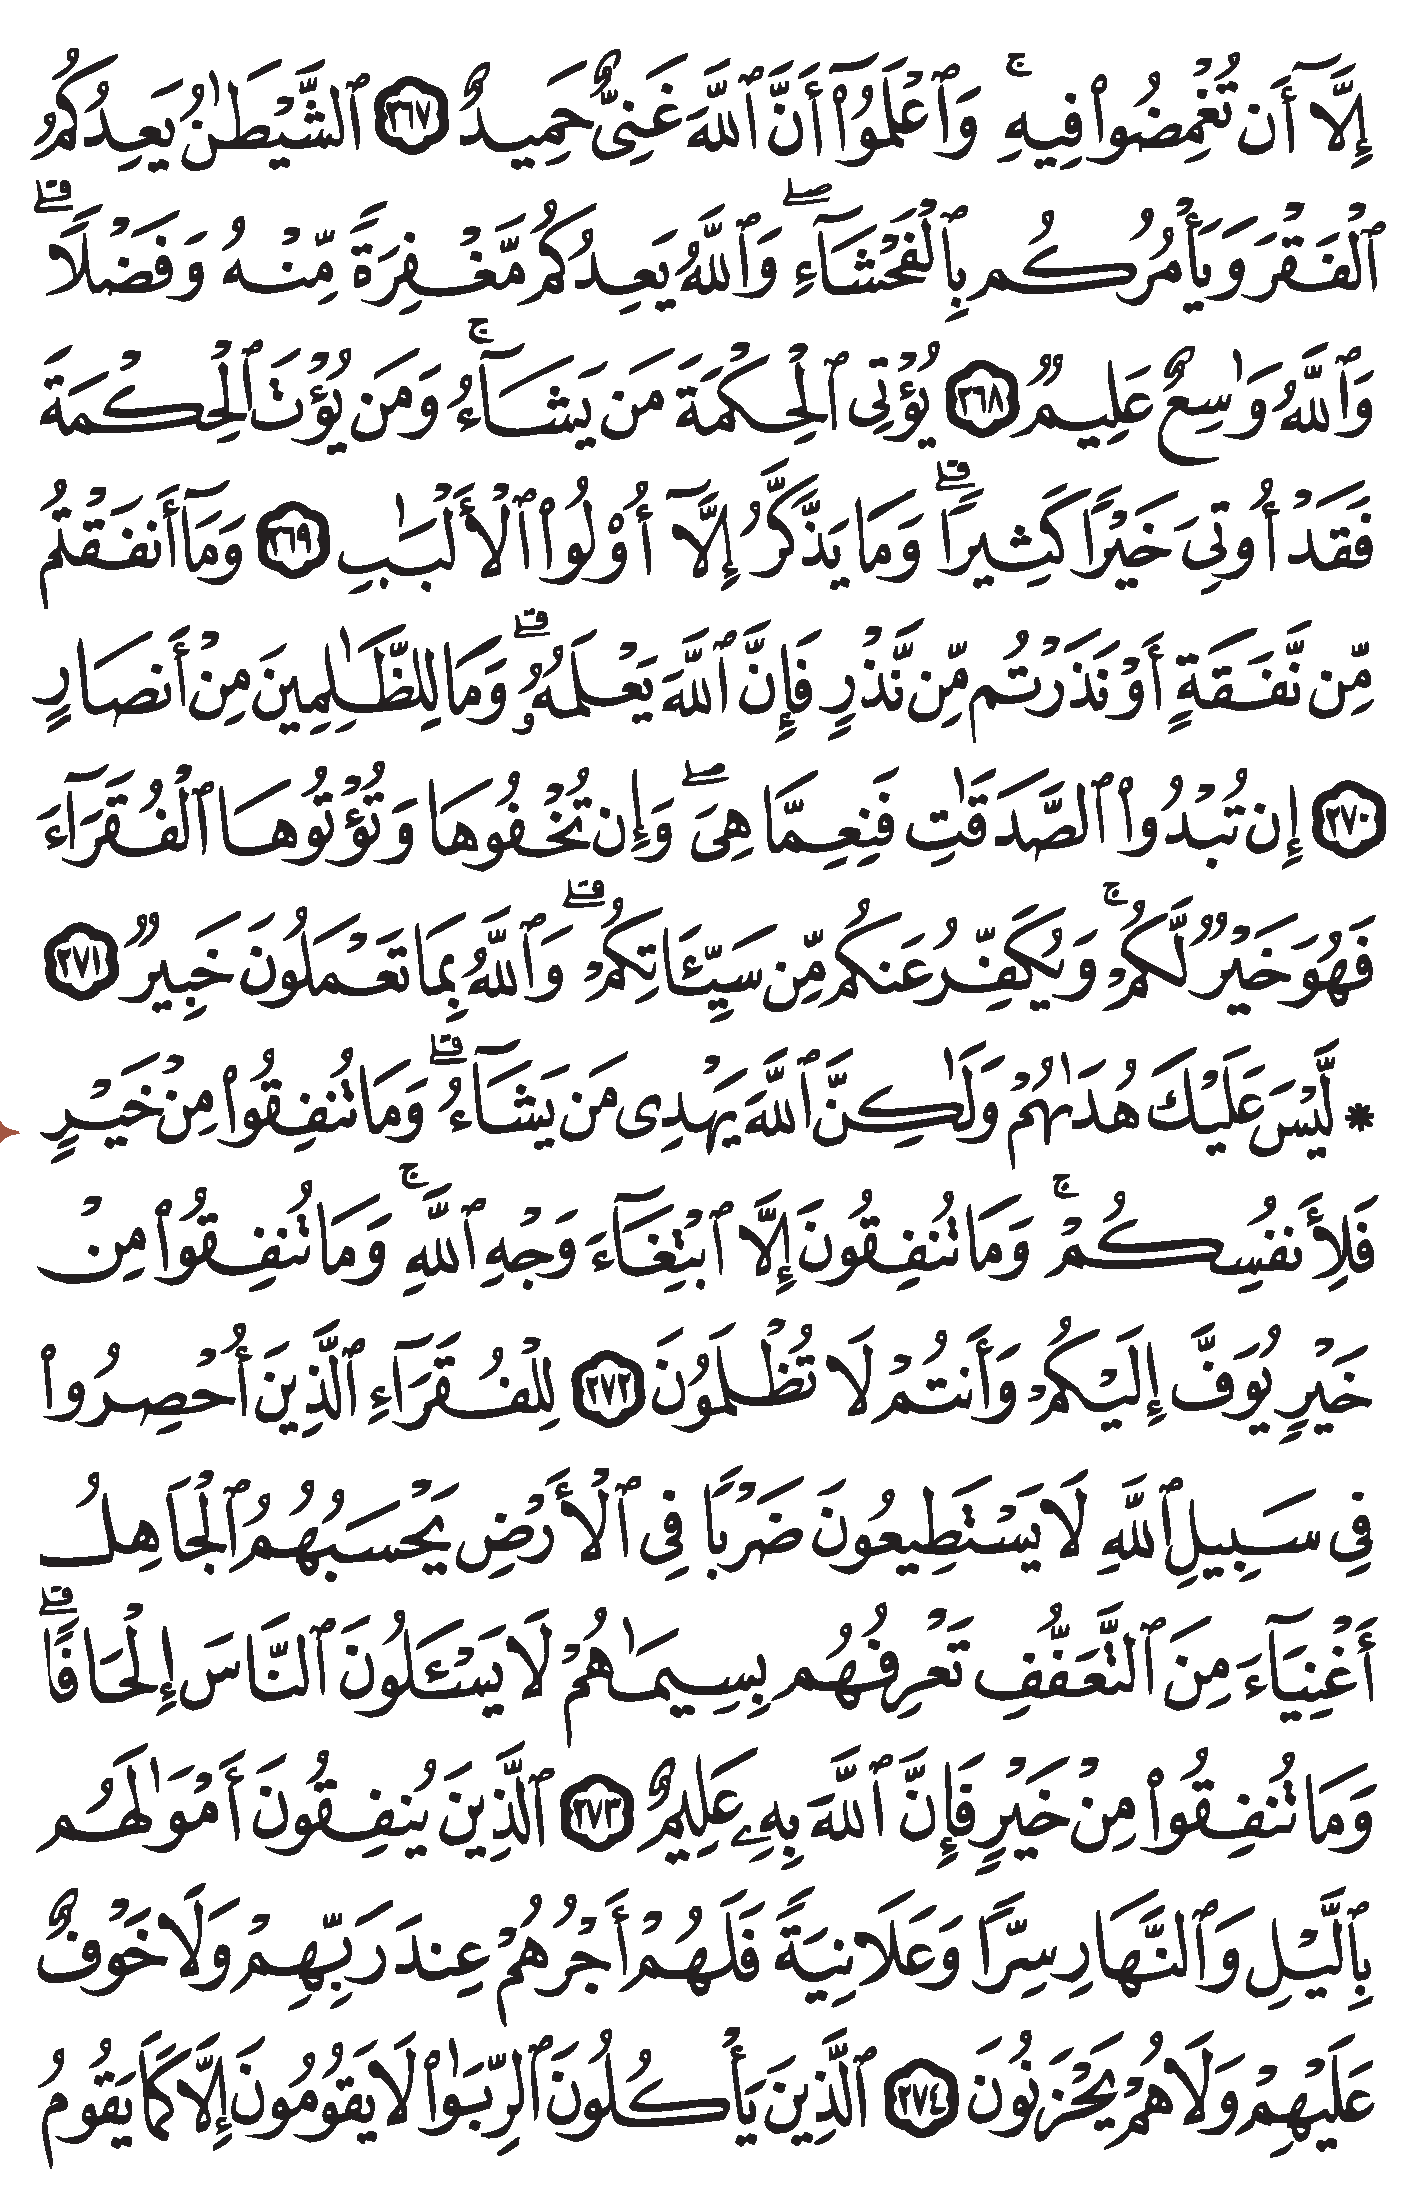 إِلَّآ أَن تُغْمِضُوا۟ فِيهِ ۚ وَٱعْلَمُوٓا۟ أَنَّ ٱللَّهَ غَنِىٌّ حَمِيدٌ ٢٦٧ ٱلشَّيْطَـٰنُ يَعِدُكُمُ
ٱلْفَقْرَ وَيَأْمُرُكُم بِٱلْفَحْشَآءِ ۖ وَٱللَّهُ يَعِدُكُم مَّغْفِرَةً مِّنْهُ وَفَضْلًا ۗ
وَٱللَّهُ وَٰسِعٌ عَلِيمٌ ٢٦٨ يُؤْتِى ٱلْحِكْمَةَ مَن يَشَآءُ ۚ وَمَن يُؤْتَ ٱلْحِكْمَةَ
فَقَدْ أُوتِىَ خَيْرًا كَثِيرًا ۗ وَمَا يَذَّكَّرُ إِلَّآ أُو۟لُوا۟ ٱلْأَلْبَـٰبِ ٢٦٩ وَمَآ أَنفَقْتُم
مِّن نَّفَقَةٍ أَوْ نَذَرْتُم مِّن نَّذْرٍ فَإِنَّ ٱللَّهَ يَعْلَمُهُۥ ۗ وَمَا لِلظَّـٰلِمِينَ مِنْ أَنصَارٍ
٢٧٠ إِن تُبْدُوا۟ ٱلصَّدَقَـٰتِ فَنِعِمَّا هِىَ ۖ وَإِن تُخْفُوهَا وَتُؤْتُوهَا ٱلْفُقَرَآءَ
فَهُوَ خَيْرٌ لَّكُمْ ۚ وَيُكَفِّرُ عَنكُم مِّن سَيِّـَٔاتِكُمْ ۗ وَٱللَّهُ بِمَا تَعْمَلُونَ خَبِيرٌ ٢٧١
* لَّيْسَ عَلَيْكَ هُدَىٰهُمْ وَلَـٰكِنَّ ٱللَّهَ يَهْدِى مَن يَشَآءُ ۗ وَمَا تُنفِقُوا۟ مِنْ خَيْرٍ
فَلِأَنفُسِكُمْ ۚ وَمَا تُنفِقُونَ إِلَّا ٱبْتِغَآءَ وَجْهِ ٱللَّهِ ۚ وَمَا تُنفِقُوا۟ مِنْ
خَيْرٍ يُوَفَّ إِلَيْكُمْ وَأَنتُمْ لَا تُظْلَمُونَ ٢٧٢ لِلْفُقَرَآءِ ٱلَّذِينَ أُحْصِرُوا۟
فِى سَبِيلِ ٱللَّهِ لَا يَسْتَطِيعُونَ ضَرْبًا فِى ٱلْأَرْضِ يَحْسَبُهُمُ ٱلْجَاهِلُ
أَغْنِيَآءَ مِنَ ٱلتَّعَفُّفِ تَعْرِفُهُم بِسِيمَـٰهُمْ لَا يَسْـَٔلُونَ ٱلنَّاسَ إِلْحَافًا ۗ
وَمَا تُنفِقُوا۟ مِنْ خَيْرٍ فَإِنَّ ٱللَّهَ بِهِۦ عَلِيمٌ ٢٧٣ ٱلَّذِينَ يُنفِقُونَ أَمْوَٰلَهُم
بِٱلَّيْلِ وَٱلنَّهَارِ سِرًّا وَعَلَانِيَةً فَلَهُمْ أَجْرُهُمْ عِندَ رَبِّهِمْ وَلَا خَوْفٌ
عَلَيْهِمْ وَلَا هُمْ يَحْزَنُونَ ٢٧٤ ٱلَّذِينَ يَأْكُلُونَ ٱلرِّبَوٰا۟ لَا يَقُومُونَ إِلَّا كَمَا يَقُومُ